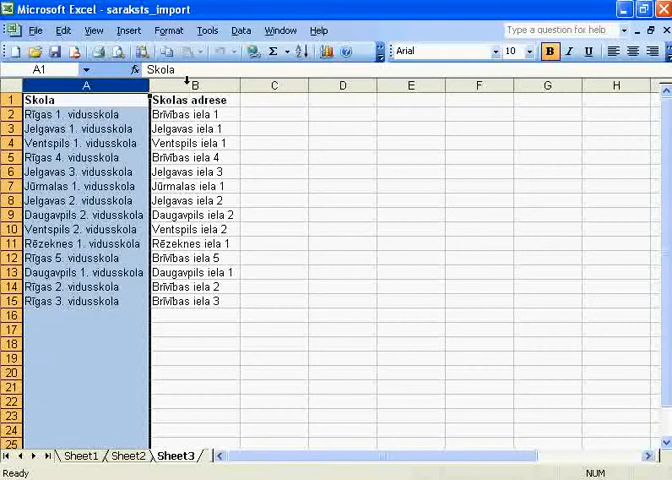 Microsoft Excel - saraksts_import
File Edit View Insert Format Tools Data Window Help Type a question for help
Arial 10 B
A1 fx Skola
A B C D E F G H
1 Skola Skolas adrese
2 Rīgas 1. vidusskola Brīvības iela 1
3 Jelgavas 1. vidusskola Jelgavas iela 1
4 Ventspils 1. vidusskola Ventspils iela 1
5 Rīgas 4. vidusskola Brīvības iela 4
6 Jelgavas 3. vidusskola Jelgavas iela 3
7 Jūrmalas 1. vidusskola Jūrmalas iela 1
8 Jelgavas 2. vidusskola Jelgavas iela 2
9 Daugavpils 2. vidusskola Daugavpils iela 2
10 Ventspils 2. vidusskola Ventspils iela 2
11 Rēzeknes 1. vidusskola Rēzeknes iela 1
12 Rīgas 5. vidusskola Brīvības iela 5
13 Daugavpils 1. vidusskola Daugavpils iela 1
14 Rīgas 2. vidusskola Brīvības iela 2
15 Rīgas 3. vidusskola Brīvības iela 3
16
17
18
19
20
21
22
23
24
25
Sheet1 Sheet2 Sheet3
Ready NUM